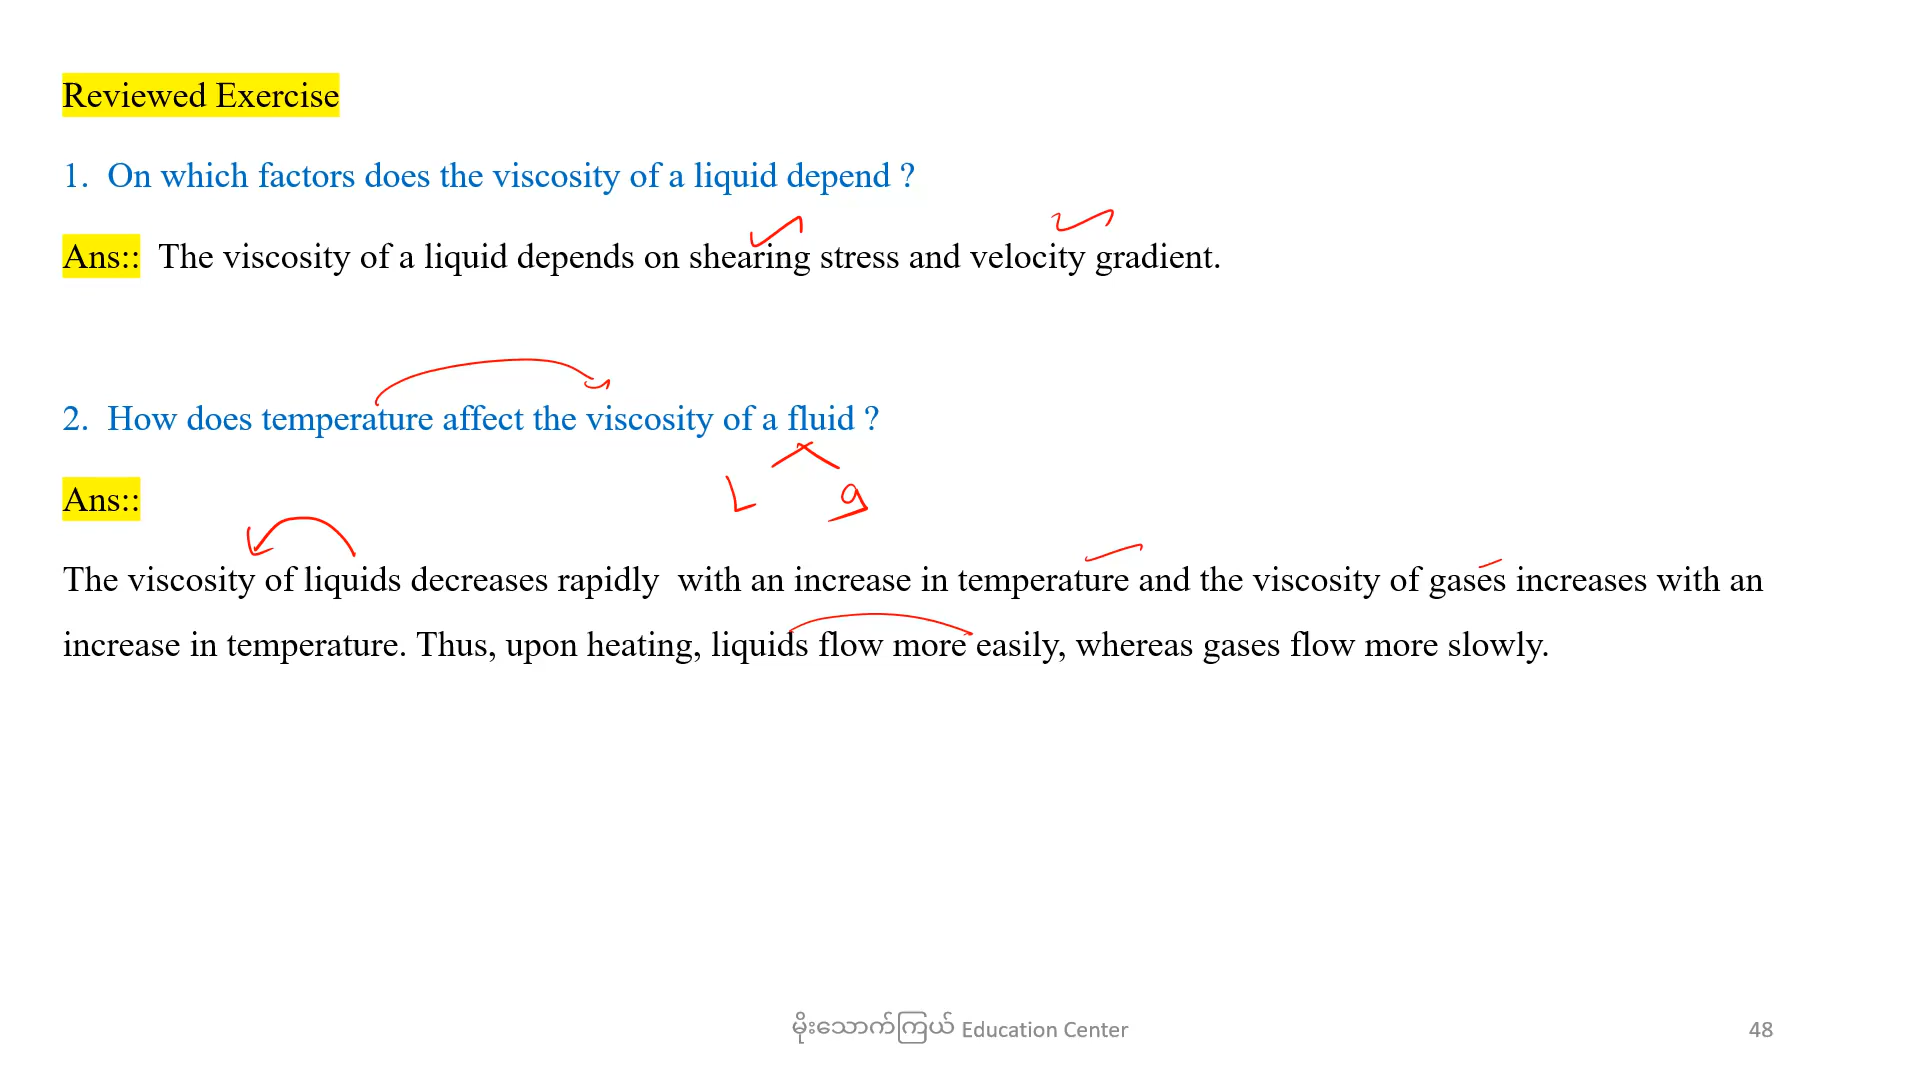 Reviewed Exercise
1. On which factors does the viscosity of a liquid depend ?
Ans:: The viscosity of a liquid depends on shearing stress and velocity gradient.
2. How does temperature affect the viscosity of a fluid ?
L g
Ans::
The viscosity of liquids decreases rapidly with an increase in temperature and the viscosity of gases increases with an
increase in temperature. Thus, upon heating, liquids flow more easily, whereas gases flow more slowly.
မိုးသောက်ကြယ် Education Center
48